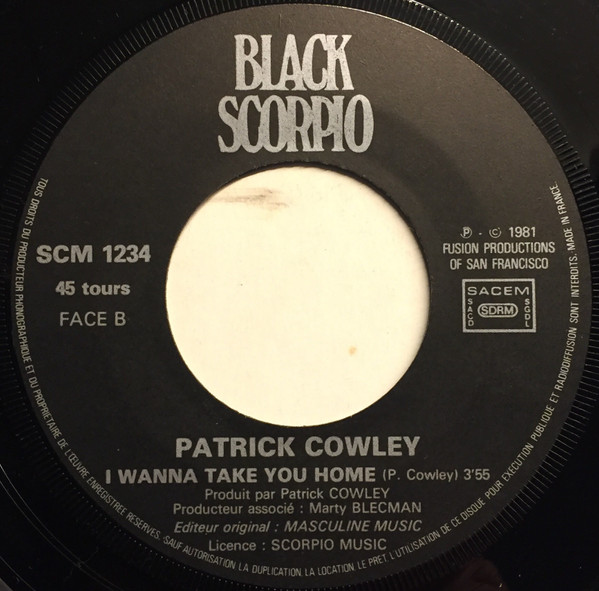 BLACK
SCORPIO
SCM 1234
45 tours
FACE B
Ⓟ - © 1981
FUSION PRODUCTIONS
OF SAN FRANCISCO
SACEM
SACD
SDRM
SGDL
PATRICK COWLEY
I WANNA TAKE YOU HOME (P. Cowley) 3'55
Produit par Patrick COWLEY
Producteur associé : Marty BLECMAN
Editeur original : MASCULINE MUSIC
Licence : SCORPIO MUSIC
TOUS DROITS DU PRODUCTEUR PHONOGRAPHIQUE ET DU PROPRIETAIRE DE L'ŒUVRE ENREGISTREE RESERVES. SAUF AUTORISATION LA DUPLICATION, LA LOCATION, LE PRET, L'UTILISATION DE CE DISQUE POUR EXECUTION PUBLIQUE ET RADIODIFFUSION SONT INTERDITS. MADE IN FRANCE